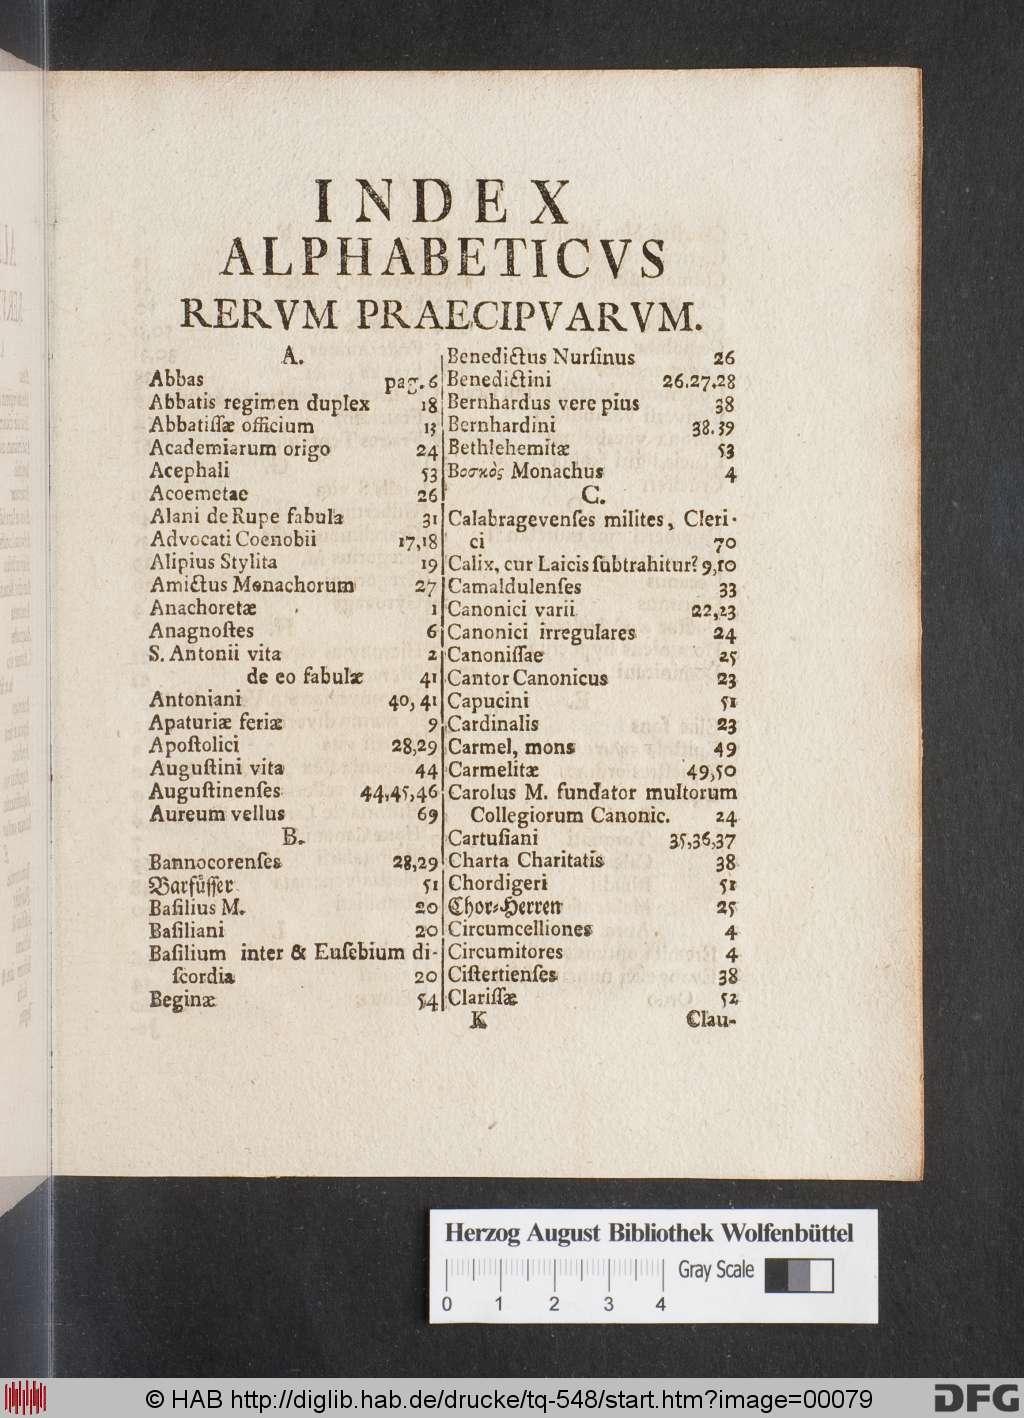 INDEX
ALPHABETICVS
RERVM PRAECIPVARVM.
A.
Abbas pag. 6
Abbatis regimen duplex 18
Abbatiſſæ officium 13
Academiarum origo 24
Acephali 53
Acoemetae 26
Alani de Rupe fabula 31
Advocati Coenobii 17,18
Alipius Stylita 19
Amictus Monachorum 27
Anachoretæ 1
Anagnoſtes 6
S. Antonii vita 2
de eo fabulæ 41
Antoniani 40, 41
Apaturiæ feriæ 9
Apoſtolici 28,29
Auguſtini vita 44
Auguſtinenſes 44,45,46
Aureum vellus 69
B.
Bannocorenſes 28,29
Barfüſſer 51
Baſilius M. 20
Baſiliani 20
Baſilium inter & Euſebium di-
ſcordia 20
Beginæ 54
Benedictus Nurſinus 26
Benedictini 26.27.28
Bernhardus vere pius 38
Bernhardini 38.39
Bethlehemitæ 53
Βοσκὸς Monachus 4
C.
Calabragevenſes milites, Cleri-
ci 70
Calix, cur Laicis ſubtrahitur? 9,10
Camaldulenſes 33
Canonici varii 22,23
Canonici irregulares 24
Canoniſſae 25
Cantor Canonicus 23
Capucini 51
Cardinalis 23
Carmel, mons 49
Carmelitæ 49,50
Carolus M. fundator multorum
Collegiorum Canonic. 24
Cartuſiani 35,36,37
Charta Charitatis 38
Chordigeri 51
Chor-Herren 25
Circumcelliones 4
Circumitores 4
Ciſtertienſes 38
Clariſſæ 52
K Clau-
Herzog August Bibliothek Wolfenbüttel
Gray Scale
0 1 2 3 4
© HAB http://diglib.hab.de/drucke/tq-548/start.htm?image=00079
DFG